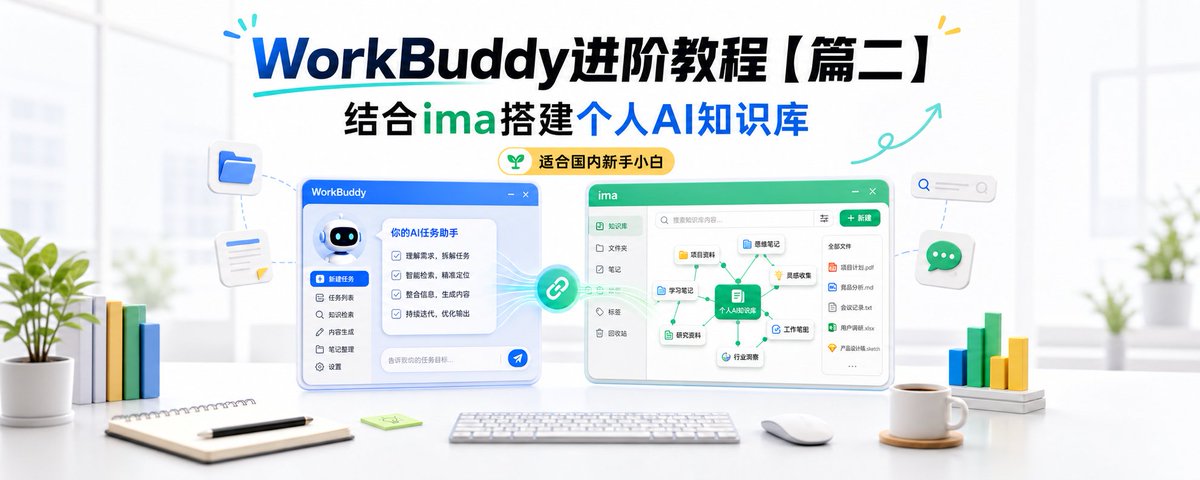 WorkBuddy进阶教程【篇二】
结合ima搭建个人AI知识库
适合国内新手小白
WorkBuddy
你的AI任务助手
理解需求，拆解任务
智能检索，精准定位
整合信息，生成内容
持续迭代，优化输出
新建任务
任务列表
知识检索
内容生成
笔记整理
设置
告诉我你的任务目标...
ima
知识库
文件夹
笔记
标签
回收站
搜索知识库内容...
新建
项目资料
思维笔记
灵感收集
学习笔记
个人AI知识库
研究资料
工作笔记
行业洞察
全部文件
项目计划.pdf
竞品分析.md
会议记录.txt
用户调研.xlsx
产品设计稿.sketch